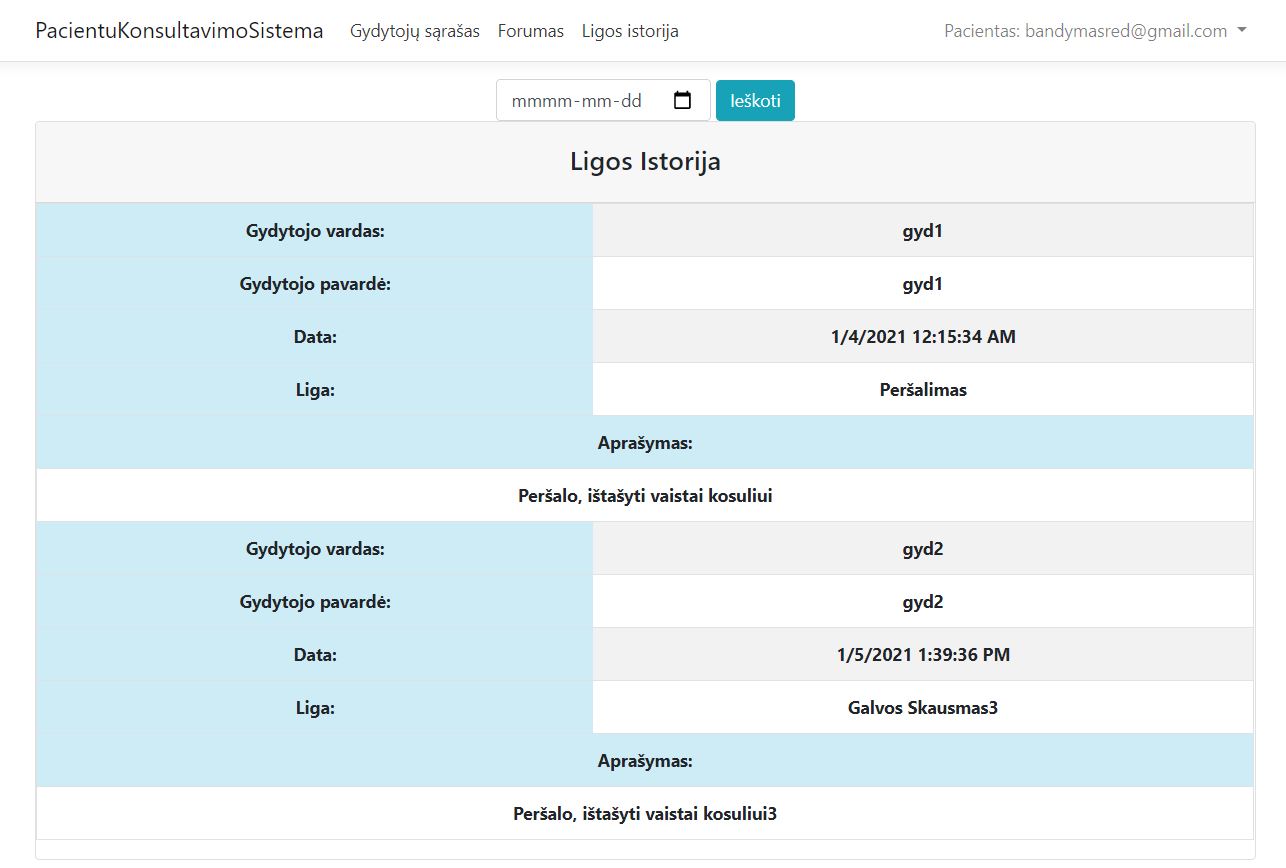 PacientuKonsultavimoSistema Gydytojų sąrašas Forumas Ligos istorija Pacientas: bandymasred@gmail.com
mmmm-mm-dd Ieškoti
Ligos Istorija
Gydytojo vardas: gyd1
Gydytojo pavardė: gyd1
Data: 1/4/2021 12:15:34 AM
Liga: Peršalimas
Aprašymas:
Peršalo, ištašyti vaistai kosuliui
Gydytojo vardas: gyd2
Gydytojo pavardė: gyd2
Data: 1/5/2021 1:39:36 PM
Liga: Galvos Skausmas3
Aprašymas:
Peršalo, ištašyti vaistai kosuliui3